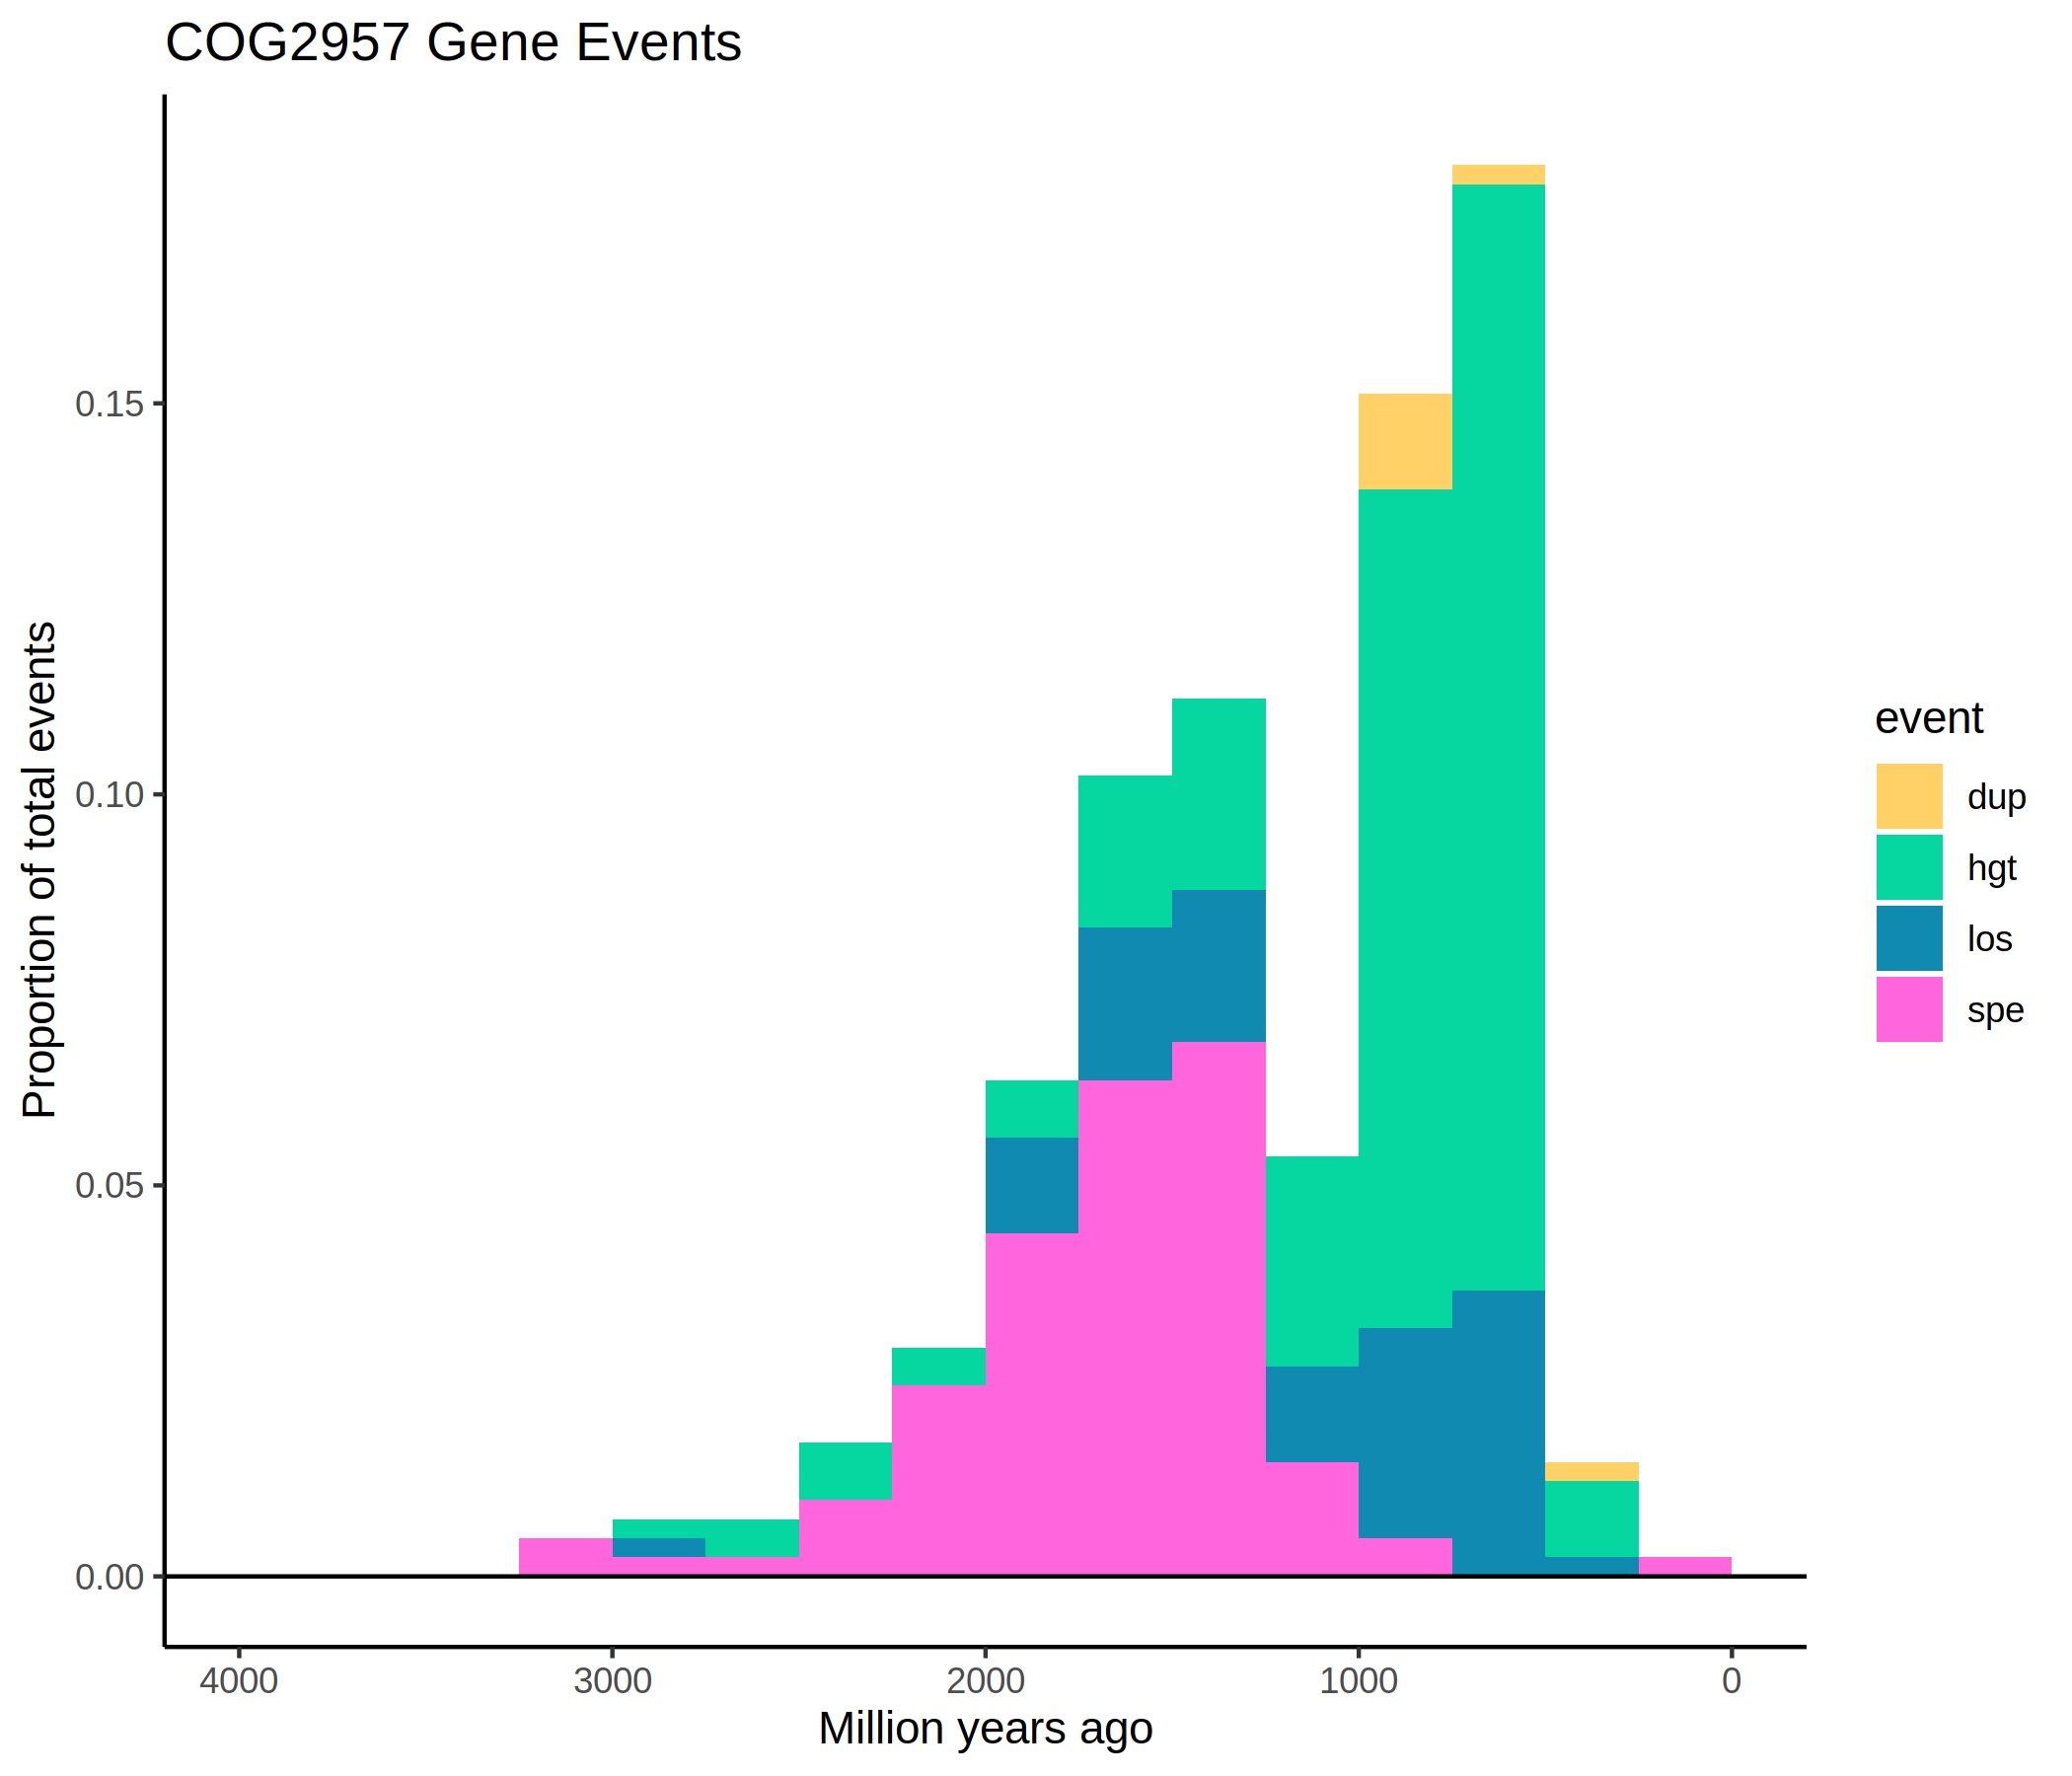 COG2957 Gene Events
Proportion of total events
0.15
0.10
0.05
0.00
4000 3000 2000 1000 0
Million years ago
event
dup
hgt
los
spe